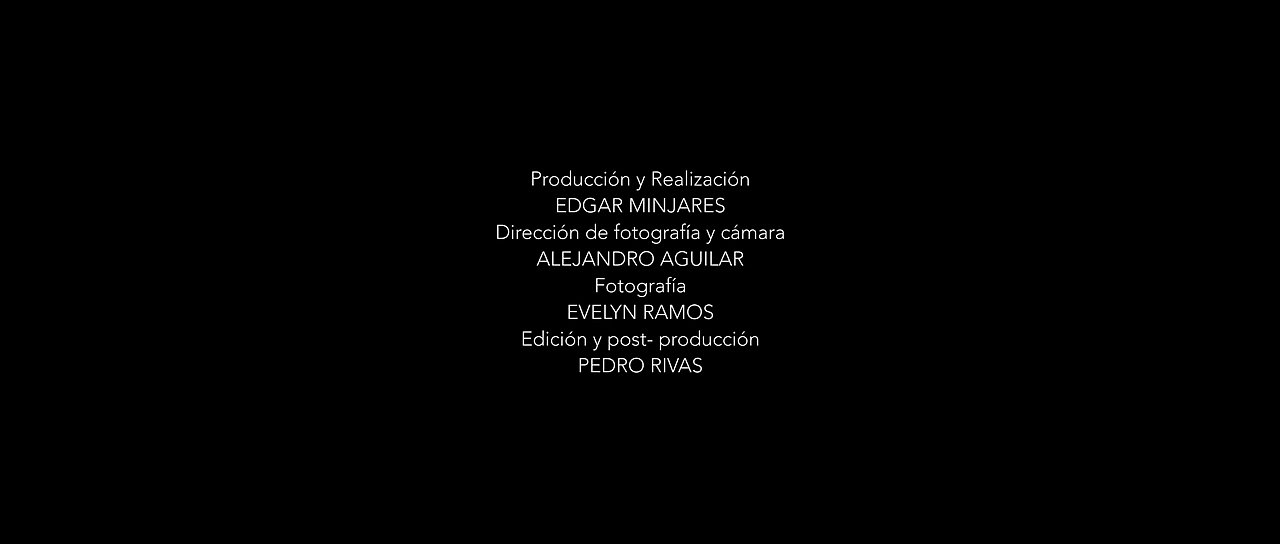 Producción y Realización
EDGAR MINJARES
Dirección de fotografía y cámara
ALEJANDRO AGUILAR
Fotografía
EVELYN RAMOS
Edición y post- producción
PEDRO RIVAS